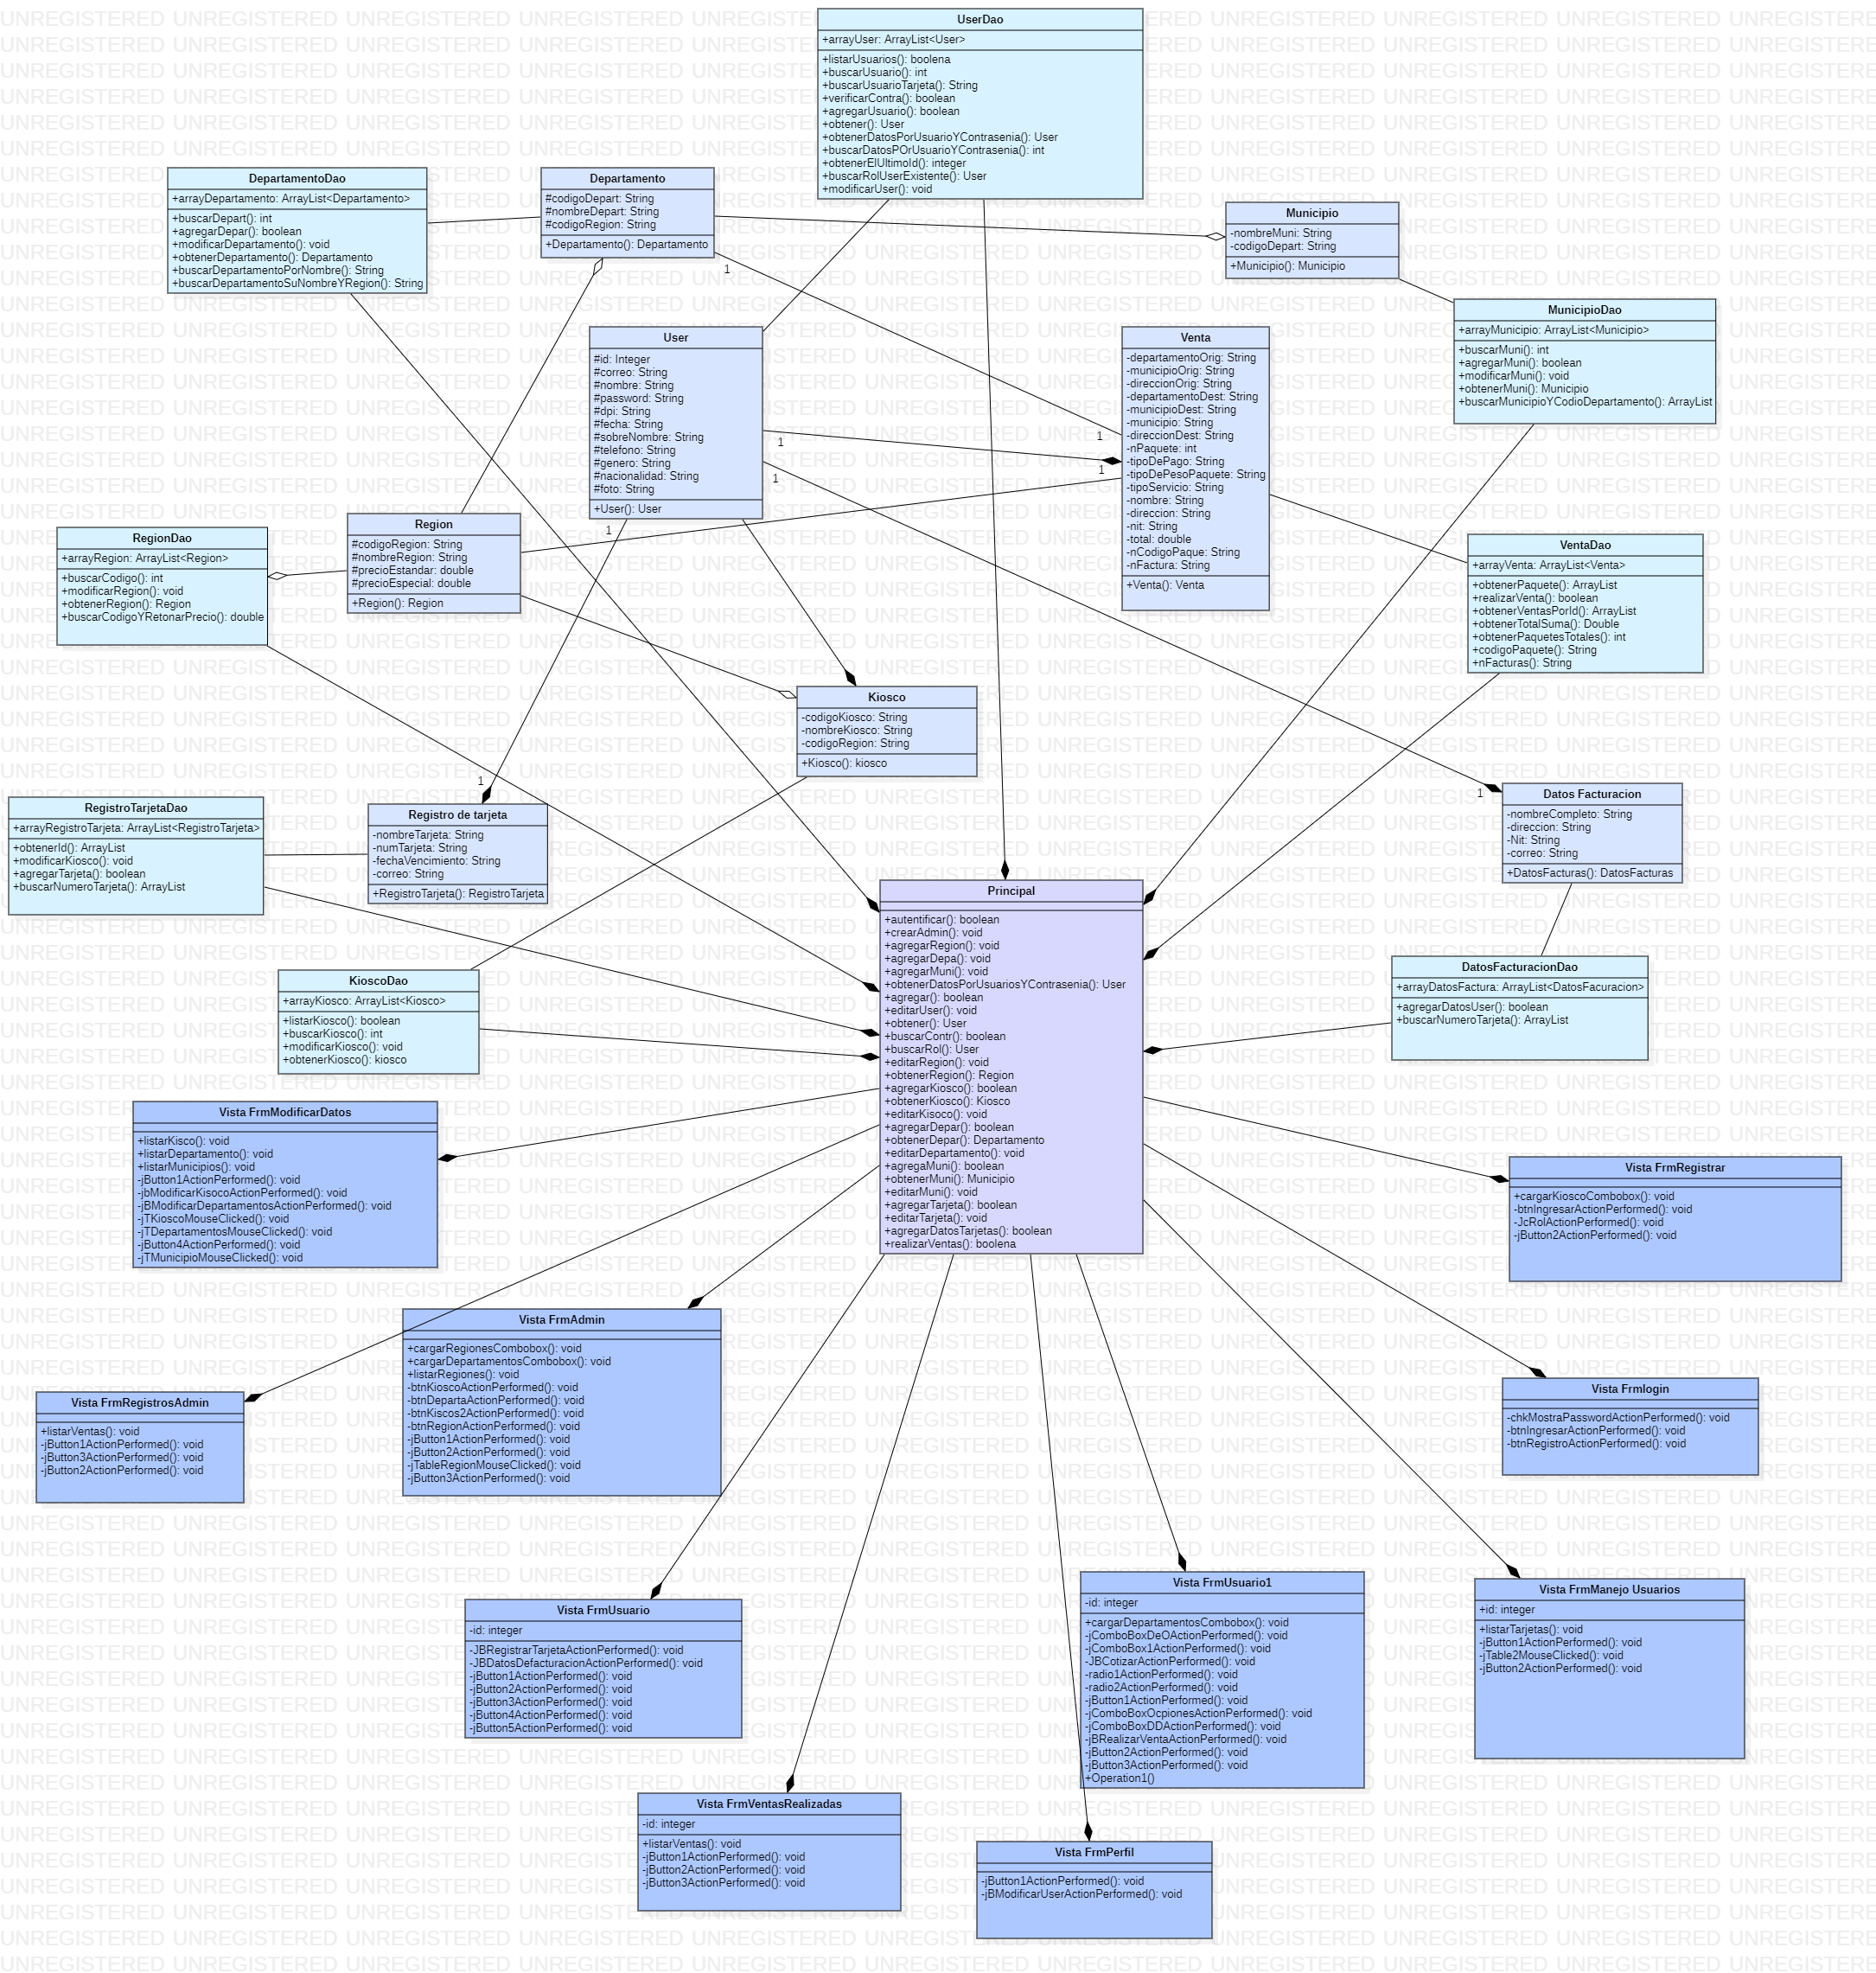 UserDao
+arrayUser: ArrayList<User>
+listarUsuarios(): boolena
+buscarUsuario(): int
+buscarUsuarioTarjeta(): String
+verificarContra(): boolean
+agregarUsuario(): boolean
+obtener(): User
+obtenerDatosPorUsuarioYContrasenia(): User
+buscarDatosPOrUsuarioYContrasenia(): int
+obtenerElUltimoId(): integer
+buscarRolUserExistente(): User
+modificarUser(): void
DepartamentoDao
+arrayDepartamento: ArrayList<Departamento>
+buscarDepart(): int
+agregarDepar(): boolean
+modificarDepartamento(): void
+obtenerDepartamento(): Departamento
+buscarDepartamentoPorNombre(): String
+buscarDepartamentoSuNombreYRegion(): String
Departamento
#codigoDepart: String
#nombreDepart: String
#codigoRegion: String
+Departamento(): Departamento
1
Municipio
-nombreMuni: String
-codigoDepart: String
+Municipio(): Municipio
MunicipioDao
+arrayMunicipio: ArrayList<Municipio>
+buscarMuni(): int
+agregarMuni(): boolean
+modificarMuni(): void
+obtenerMuni(): Municipio
+buscarMunicipioYCodioDepartamento(): ArrayList
User
#id: Integer
#correo: String
#nombre: String
#password: String
#dpi: String
#fecha: String
#sobreNombre: String
#telefono: String
#genero: String
#nacionalidad: String
#foto: String
+User(): User
1
1
1
1
1
Venta
-departamentoOrig: String
-municipioOrig: String
-direccionOrig: String
-departamentoDest: String
-municipioDest: String
-municipio: String
-direccionDest: String
-nPaquete: int
-tipoDePago: String
-tipoDePesoPaquete: String
-tipoServicio: String
-nombre: String
-direccion: String
-nit: String
-total: double
-nCodigoPaque: String
-nFactura: String
+Venta(): Venta
RegionDao
+arrayRegion: ArrayList<Region>
+buscarCodigo(): int
+modificarRegion(): void
+obtenerRegion(): Region
+buscarCodigoYRetonarPrecio(): double
Region
#codigoRegion: String
#nombreRegion: String
#precioEstandar: double
#precioEspecial: double
+Region(): Region
VentaDao
+arrayVenta: ArrayList<Venta>
+obtenerPaquete(): ArrayList
+realizarVenta(): boolean
+obtenerVentasPorId(): ArrayList
+obtenerTotalSuma(): Double
+obtenerPaquetesTotales(): int
+codigoPaquete(): String
+nFacturas(): String
Kiosco
-codigoKiosco: String
-nombreKiosco: String
-codigoRegion: String
+Kiosco(): kiosco
1
RegistroTarjetaDao
+arrayRegistroTarjeta: ArrayList<RegistroTarjeta>
+obtenerId(): ArrayList
+modificarKiosco(): void
+agregarTarjeta(): boolean
+buscarNumeroTarjeta(): ArrayList
Registro de tarjeta
-nombreTarjeta: String
-numTarjeta: String
-fechaVencimiento: String
-correo: String
+RegistroTarjeta(): RegistroTarjeta
1
Datos Facturacion
-nombreCompleto: String
-direccion: String
-Nit: String
-correo: String
+DatosFacturas(): DatosFacturas
Principal
+autentificar(): boolean
+crearAdmin(): void
+agregarRegion(): void
+agregarDepa(): void
+agregarMuni(): void
+obtenerDatosPorUsuariosYContrasenia(): User
+agregar(): boolean
+editarUser(): void
+obtener(): User
+buscarContr(): boolean
+buscarRol(): User
+editarRegion(): void
+obtenerRegion(): Region
+agregarKiosco(): boolean
+obtenerKiosco(): Kiosco
+editarKisoco(): void
+agregarDepar(): boolean
+obtenerDepar(): Departamento
+editarDepartamento(): void
+agregaMuni(): boolean
+obtenerMuni(): Municipio
+editarMuni(): void
+agregarTarjeta(): boolean
+editarTarjeta(): void
+agregarDatosTarjetas(): boolean
+realizarVentas(): boolena
KioscoDao
+arrayKiosco: ArrayList<Kiosco>
+listarKiosco(): boolean
+buscarKiosco(): int
+modificarKiosco(): void
+obtenerKiosco(): kiosco
DatosFacturacionDao
+arrayDatosFactura: ArrayList<DatosFacuracion>
+agregarDatosUser(): boolean
+buscarNumeroTarjeta(): ArrayList
Vista FrmModificarDatos
+listarKisco(): void
+listarDepartamento(): void
+listarMunicipios(): void
-jButton1ActionPerformed(): void
-jbModificarKisocoActionPerformed(): void
-jBModificarDepartamentosActionPerformed(): void
-jTKioscoMouseClicked(): void
-jTDepartamentosMouseClicked(): void
-jButton4ActionPerformed(): void
-jTMunicipioMouseClicked(): void
Vista FrmRegistrar
+cargarKioscoCombobox(): void
-btnIngresarActionPerformed(): void
-JcRolActionPerformed(): void
-jButton2ActionPerformed(): void
Vista FrmAdmin
+cargarRegionesCombobox(): void
+cargarDepartamentosCombobox(): void
+listarRegiones(): void
-btnKioscoActionPerformed(): void
-btnDepartaActionPerformed(): void
-btnKiscos2ActionPerformed(): void
-btnRegionActionPerformed(): void
-jButton1ActionPerformed(): void
-jButton2ActionPerformed(): void
-jTableRegionMouseClicked(): void
-jButton3ActionPerformed(): void
Vista FrmRegistrosAdmin
+listarVentas(): void
-jButton1ActionPerformed(): void
-jButton3ActionPerformed(): void
-jButton2ActionPerformed(): void
Vista Frmlogin
-chkMostraPasswordActionPerformed(): void
-btnIngresarActionPerformed(): void
-btnRegistroActionPerformed(): void
Vista FrmUsuario
-id: integer
-JBRegistrarTarjetaActionPerformed(): void
-JBDatosDefacturacionActionPerformed(): void
-jButton1ActionPerformed(): void
-jButton2ActionPerformed(): void
-jButton3ActionPerformed(): void
-jButton4ActionPerformed(): void
-jButton5ActionPerformed(): void
Vista FrmUsuario1
-id: integer
+cargarDepartamentosCombobox(): void
-jComboBoxDeOActionPerformed(): void
-jComboBox1ActionPerformed(): void
-JBCotizarActionPerformed(): void
-radio1ActionPerformed(): void
-radio2ActionPerformed(): void
-jButton1ActionPerformed(): void
-jComboBoxOcpionesActionPerformed(): void
-jComboBoxDDActionPerformed(): void
-jBRealizarVentaActionPerformed(): void
-jButton2ActionPerformed(): void
-jButton3ActionPerformed(): void
+Operation1()
Vista FrmManejo Usuarios
+id: integer
+listarTarjetas(): void
-jButton1ActionPerformed(): void
-jTable2MouseClicked(): void
-jButton2ActionPerformed(): void
Vista FrmVentasRealizadas
-id: integer
+listarVentas(): void
-jButton1ActionPerformed(): void
-jButton2ActionPerformed(): void
-jButton3ActionPerformed(): void
Vista FrmPerfil
-jButton1ActionPerformed(): void
-jBModificarUserActionPerformed(): void